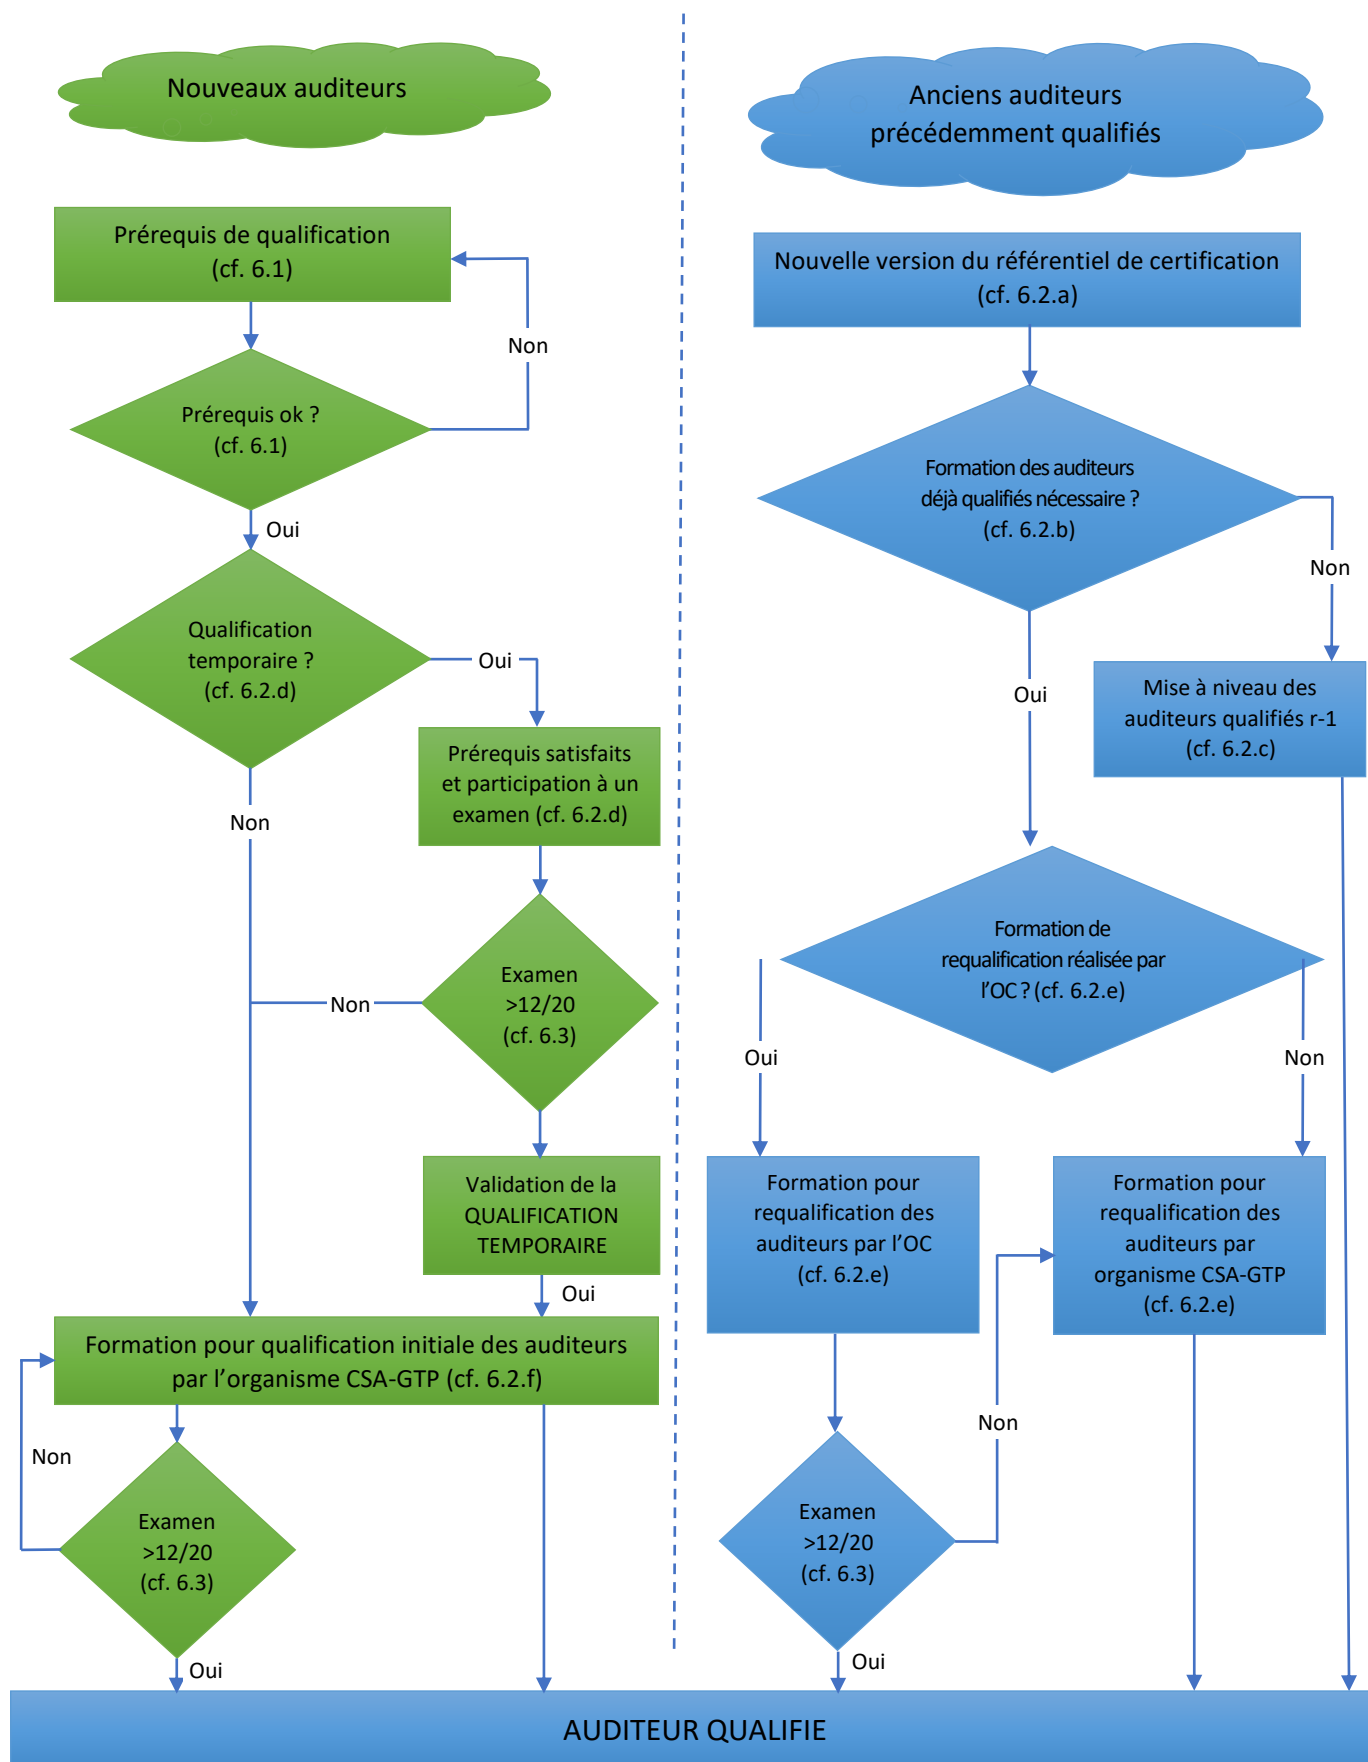 Nouveaux auditeurs
Prérequis de qualification
(cf. 6.1)
Non
Prérequis ok ?
(cf. 6.1)
Oui
Qualification
temporaire ?
(cf. 6.2.d)
Oui
Prérequis satisfaits
et participation à un
examen (cf. 6.2.d)
Non
Examen
>12/20
(cf. 6.3)
Non
Validation de la
QUALIFICATION
TEMPORAIRE
Oui
Formation pour qualification initiale des auditeurs
par l'organisme CSA-GTP (cf. 6.2.f)
Non
Examen
>12/20
(cf. 6.3)
Oui
Anciens auditeurs
précédemment qualifiés
Nouvelle version du référentiel de certification
(cf. 6.2.a)
Formation des auditeurs
déjà qualifiés nécessaire ?
(cf. 6.2.b)
Non
Oui
Mise à niveau des
auditeurs qualifiés r-1
(cf. 6.2.c)
Formation de
requalification réalisée par
l'OC ? (cf. 6.2.e)
Oui
Non
Formation pour
requalification des
auditeurs par l'OC
(cf. 6.2.e)
Formation pour
requalification des
auditeurs par
organisme CSA-GTP
(cf. 6.2.e)
Non
Examen
>12/20
(cf. 6.3)
Oui
AUDITEUR QUALIFIE